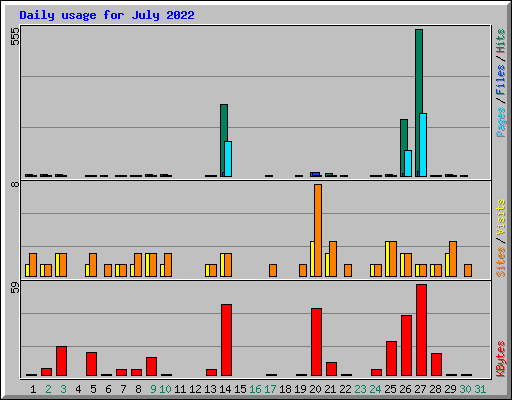 Daily usage for July 2022
555
Pages / Files / Hits
8
Sites / Visits
59
KBytes
1 2 3 4 5 6 7 8 9 10 11 12 13 14 15 16 17 18 19 20 21 22 23 24 25 26 27 28 29 30 31